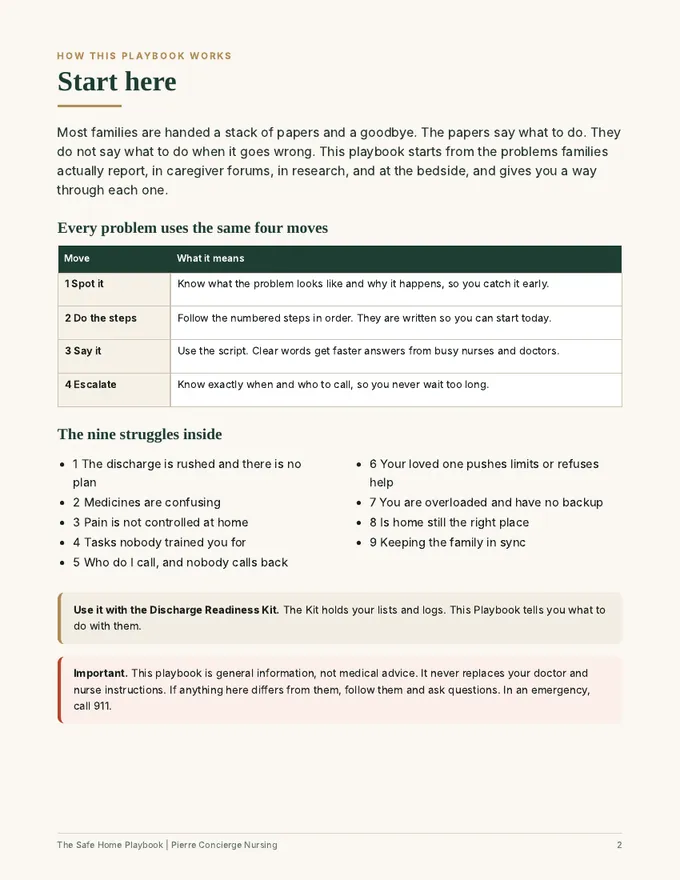 HOW THIS PLAYBOOK WORKS
Start here
Most families are handed a stack of papers and a goodbye. The papers say what to do. They
do not say what to do when it goes wrong. This playbook starts from the problems families
actually report, in caregiver forums, in research, and at the bedside, and gives you a way
through each one.
Every problem uses the same four moves
Move What it means
1 Spot it Know what the problem looks like and why it happens, so you catch it early.
2 Do the steps Follow the numbered steps in order. They are written so you can start today.
3 Say it Use the script. Clear words get faster answers from busy nurses and doctors.
4 Escalate Know exactly when and who to call, so you never wait too long.
The nine struggles inside
• 1 The discharge is rushed and there is no
plan
• 2 Medicines are confusing
• 3 Pain is not controlled at home
• 4 Tasks nobody trained you for
• 5 Who do I call, and nobody calls back
• 6 Your loved one pushes limits or refuses
help
• 7 You are overloaded and have no backup
• 8 Is home still the right place
• 9 Keeping the family in sync
Use it with the Discharge Readiness Kit. The Kit holds your lists and logs. This Playbook tells you what to
do with them.
Important. This playbook is general information, not medical advice. It never replaces your doctor and
nurse instructions. If anything here differs from them, follow them and ask questions. In an emergency,
call 911.
The Safe Home Playbook | Pierre Concierge Nursing 2